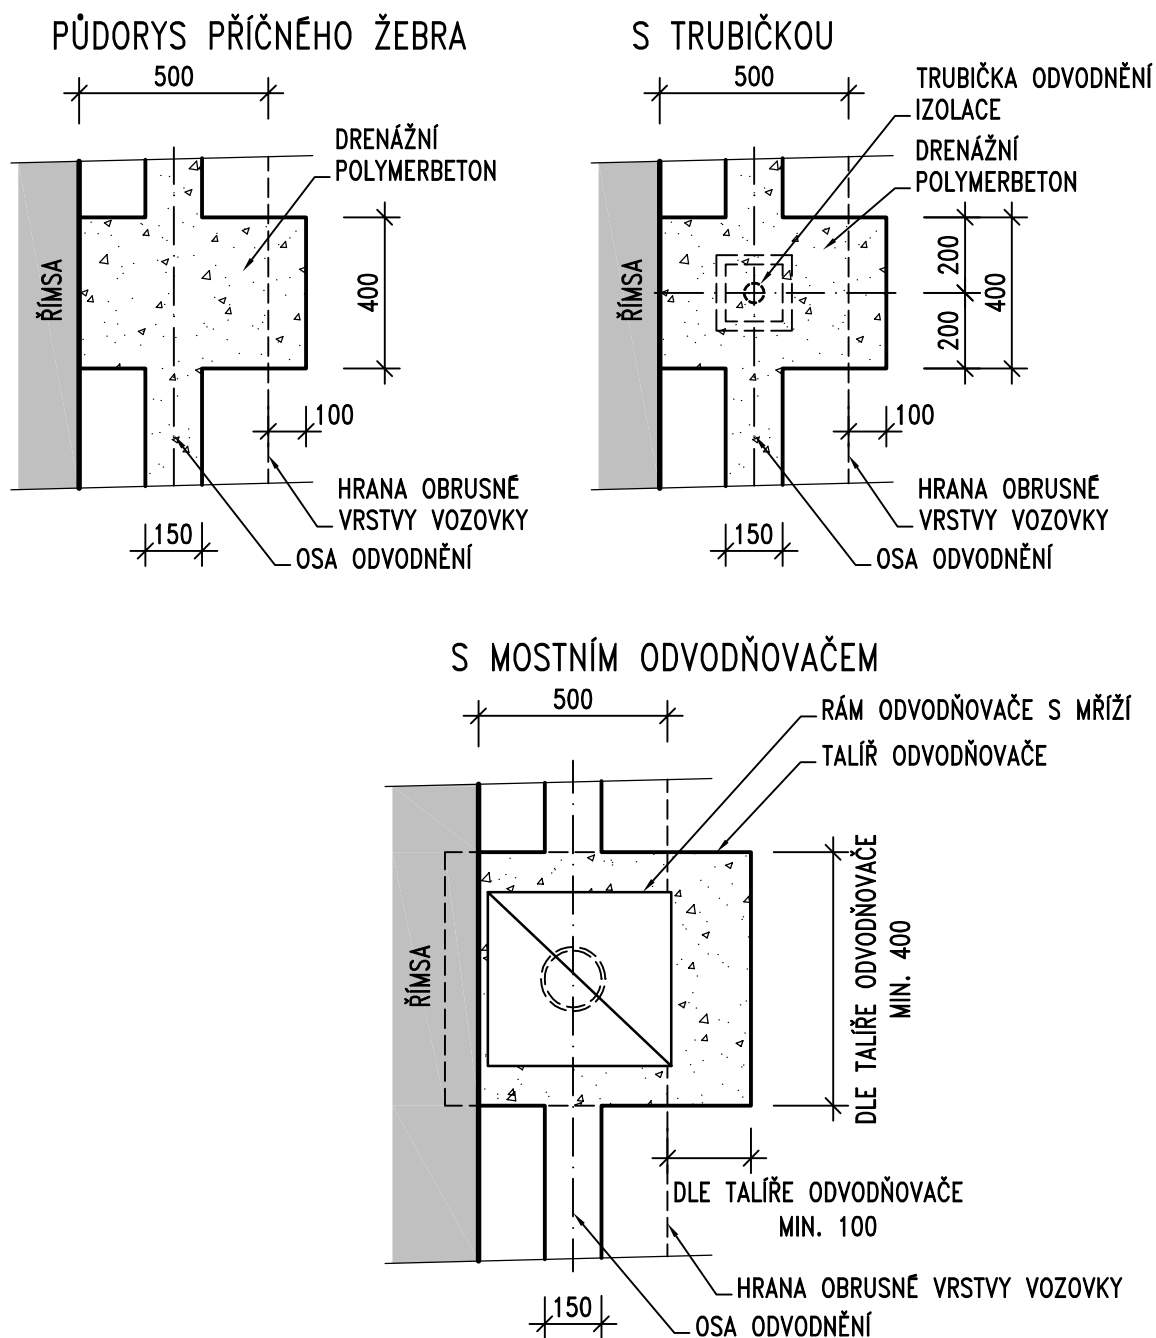 PŮDORYS PŘÍČNÉHO ŽEBRA
500
DRENÁŽNÍ
POLYMERBETON
ŘÍMSA
400
100
HRANA OBRUSNÉ
VRSTVY VOZOVKY
150
OSA ODVODNĚNÍ
S TRUBIČKOU
500
TRUBIČKA ODVODNĚNÍ
IZOLACE
DRENÁŽNÍ
POLYMERBETON
ŘÍMSA
200
200
400
100
HRANA OBRUSNÉ
VRSTVY VOZOVKY
150
OSA ODVODNĚNÍ
S MOSTNÍM ODVODŇOVAČEM
500
RÁM ODVODŇOVAČE S MŘÍŽÍ
TALÍŘ ODVODŇOVAČE
ŘÍMSA
DLE TALÍŘE ODVODŇOVAČE
MIN. 400
DLE TALÍŘE ODVODŇOVAČE
MIN. 100
HRANA OBRUSNÉ VRSTVY VOZOVKY
150
OSA ODVODNĚNÍ